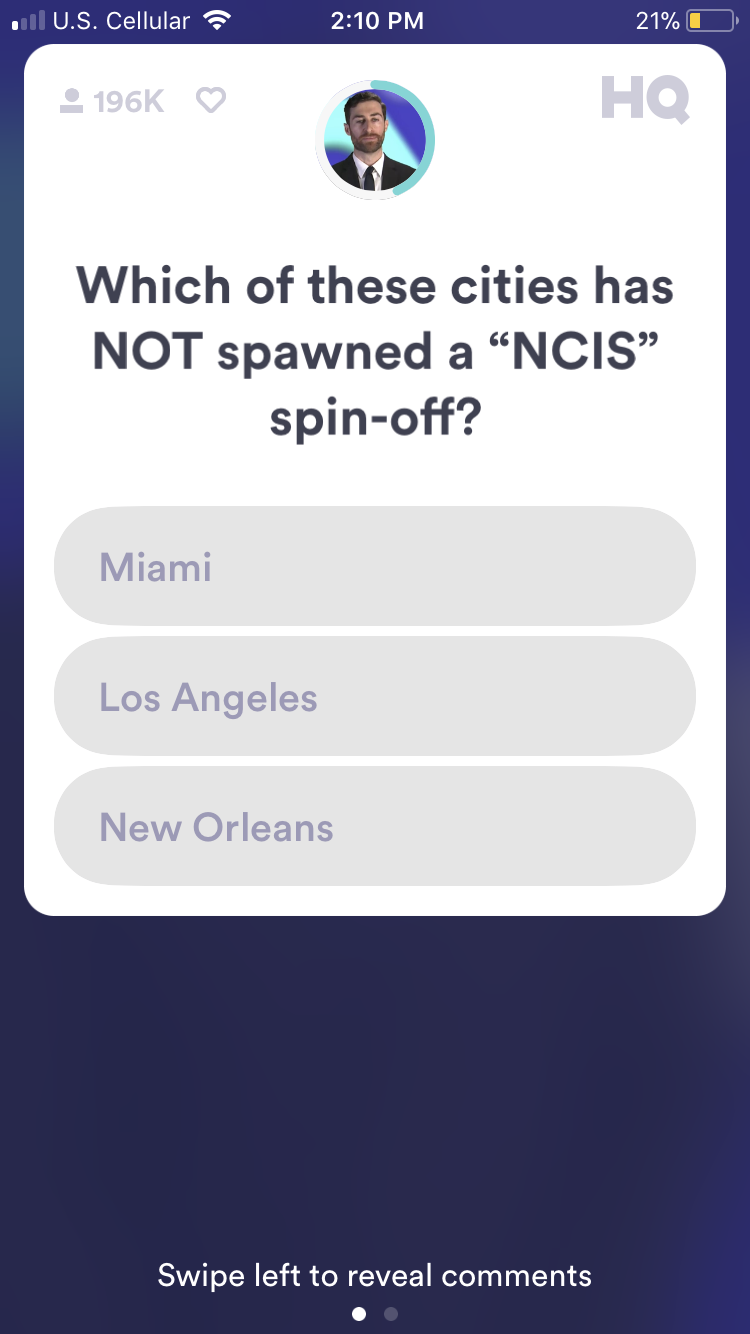 U.S. Cellular 2:10 PM 21%
196K HQ
Which of these cities has
NOT spawned a “NCIS”
spin-off?
Miami
Los Angeles
New Orleans
Swipe left to reveal comments